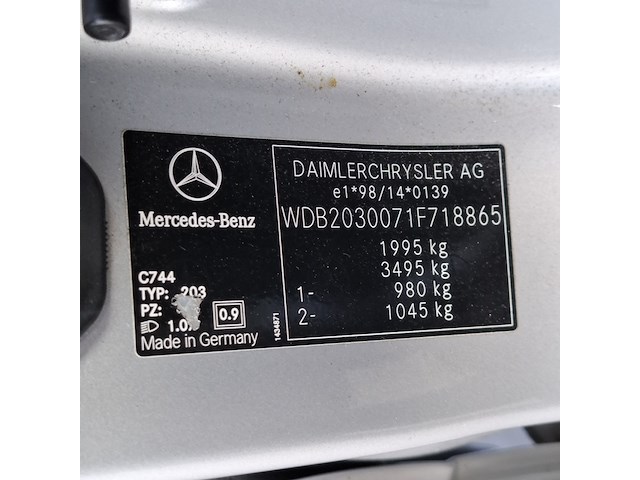 Mercedes-Benz
C744
TYP: 203
PZ:
0.9
Made in Germany
1434871
DAIMLERCHRYSLER AG
e1*98/14*0139
WDB2030071F718865
1995 kg
3495 kg
1- 980 kg
2- 1045 kg